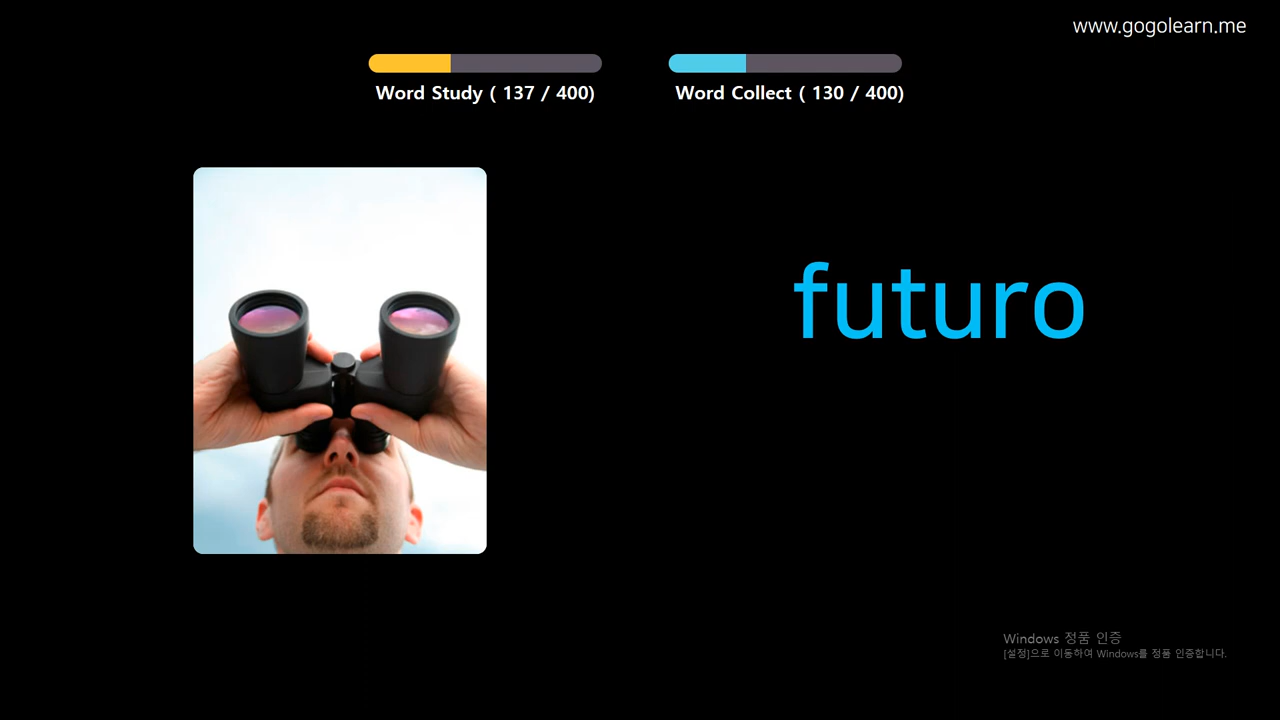 www.gogolearn.me
Word Study ( 137 / 400)
Word Collect ( 130 / 400)
futuro
Windows 정품 인증
[설정]으로 이동하여 Windows를 정품 인증합니다.